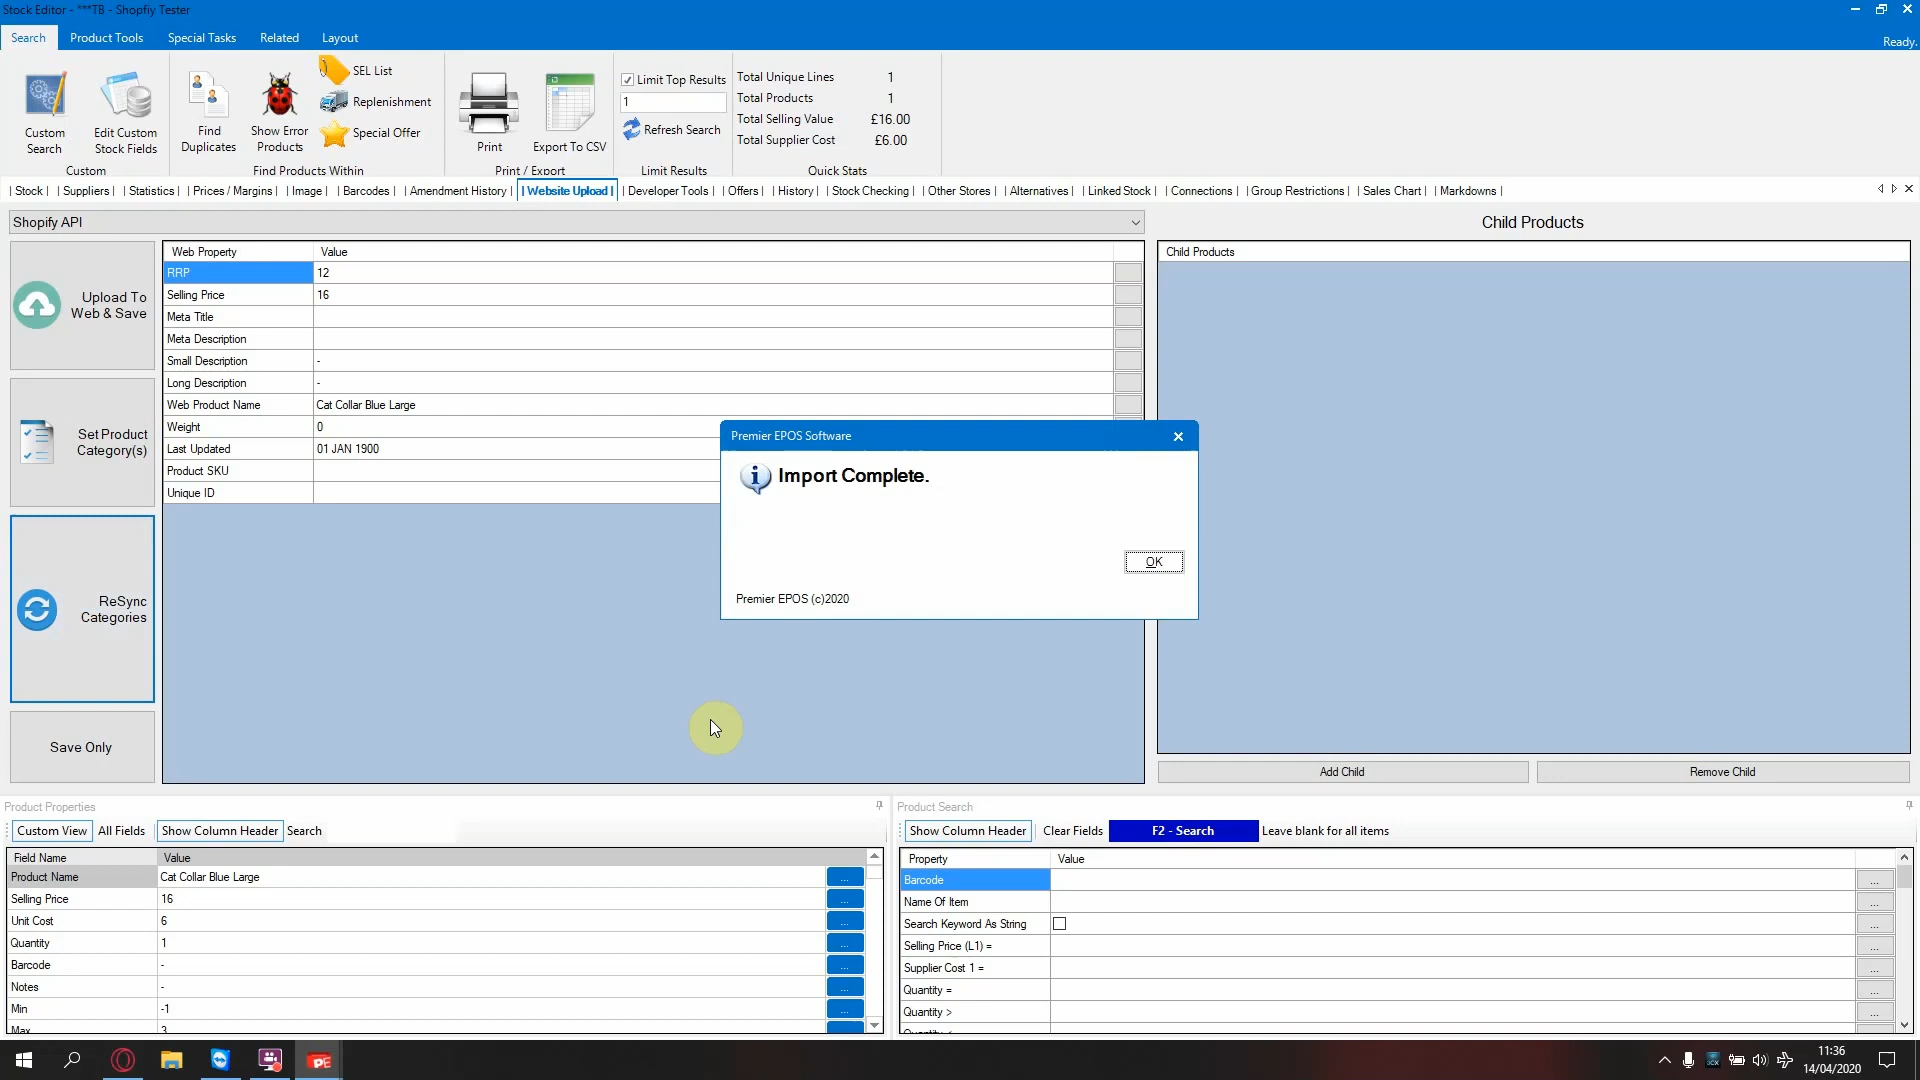 Stock Editor - ***TB - Shopfiy Tester
Search Product Tools Special Tasks Related Layout
Ready.
Custom Search
Edit Custom Stock Fields
Custom
Find Duplicates
Show Error Products
SEL List
Replenishment
Special Offer
Find Products Within
Print
Export To CSV
Print / Export
Limit Top Results
1
Refresh Search
Limit Results
Total Unique Lines 1
Total Products 1
Total Selling Value £16.00
Total Supplier Cost £6.00
Quick Stats
| Stock | | Suppliers | | Statistics | | Prices / Margins | | Image | | Barcodes | | Amendment History | | Website Upload | | Developer Tools | | Offers | | History | | Stock Checking | | Other Stores | | Alternatives | | Linked Stock | | Connections | | Group Restrictions | | Sales Chart | | Markdowns |
Shopify API
Upload To Web & Save
Set Product Category(s)
ReSync Categories
Save Only
Web Property Value
RRP 12
Selling Price 16
Meta Title
Meta Description
Small Description -
Long Description -
Web Product Name Cat Collar Blue Large
Weight 0
Last Updated 01 JAN 1900
Product SKU
Unique ID
Child Products
Child Products
Add Child Remove Child
Premier EPOS Software
Import Complete.
OK
Premier EPOS (c)2020
Product Properties
Custom View All Fields Show Column Header Search
Field Name Value
Product Name Cat Collar Blue Large ...
Selling Price 16 ...
Unit Cost 6 ...
Quantity 1 ...
Barcode - ...
Notes - ...
Min -1 ...
Max 3
Product Search
Show Column Header Clear Fields F2 - Search Leave blank for all items
Property Value
Barcode ...
Name Of Item ...
Search Keyword As String ...
Selling Price (L1) = ...
Supplier Cost 1 = ...
Quantity = ...
Quantity > ...
Quantity <
PE
11:36
14/04/2020